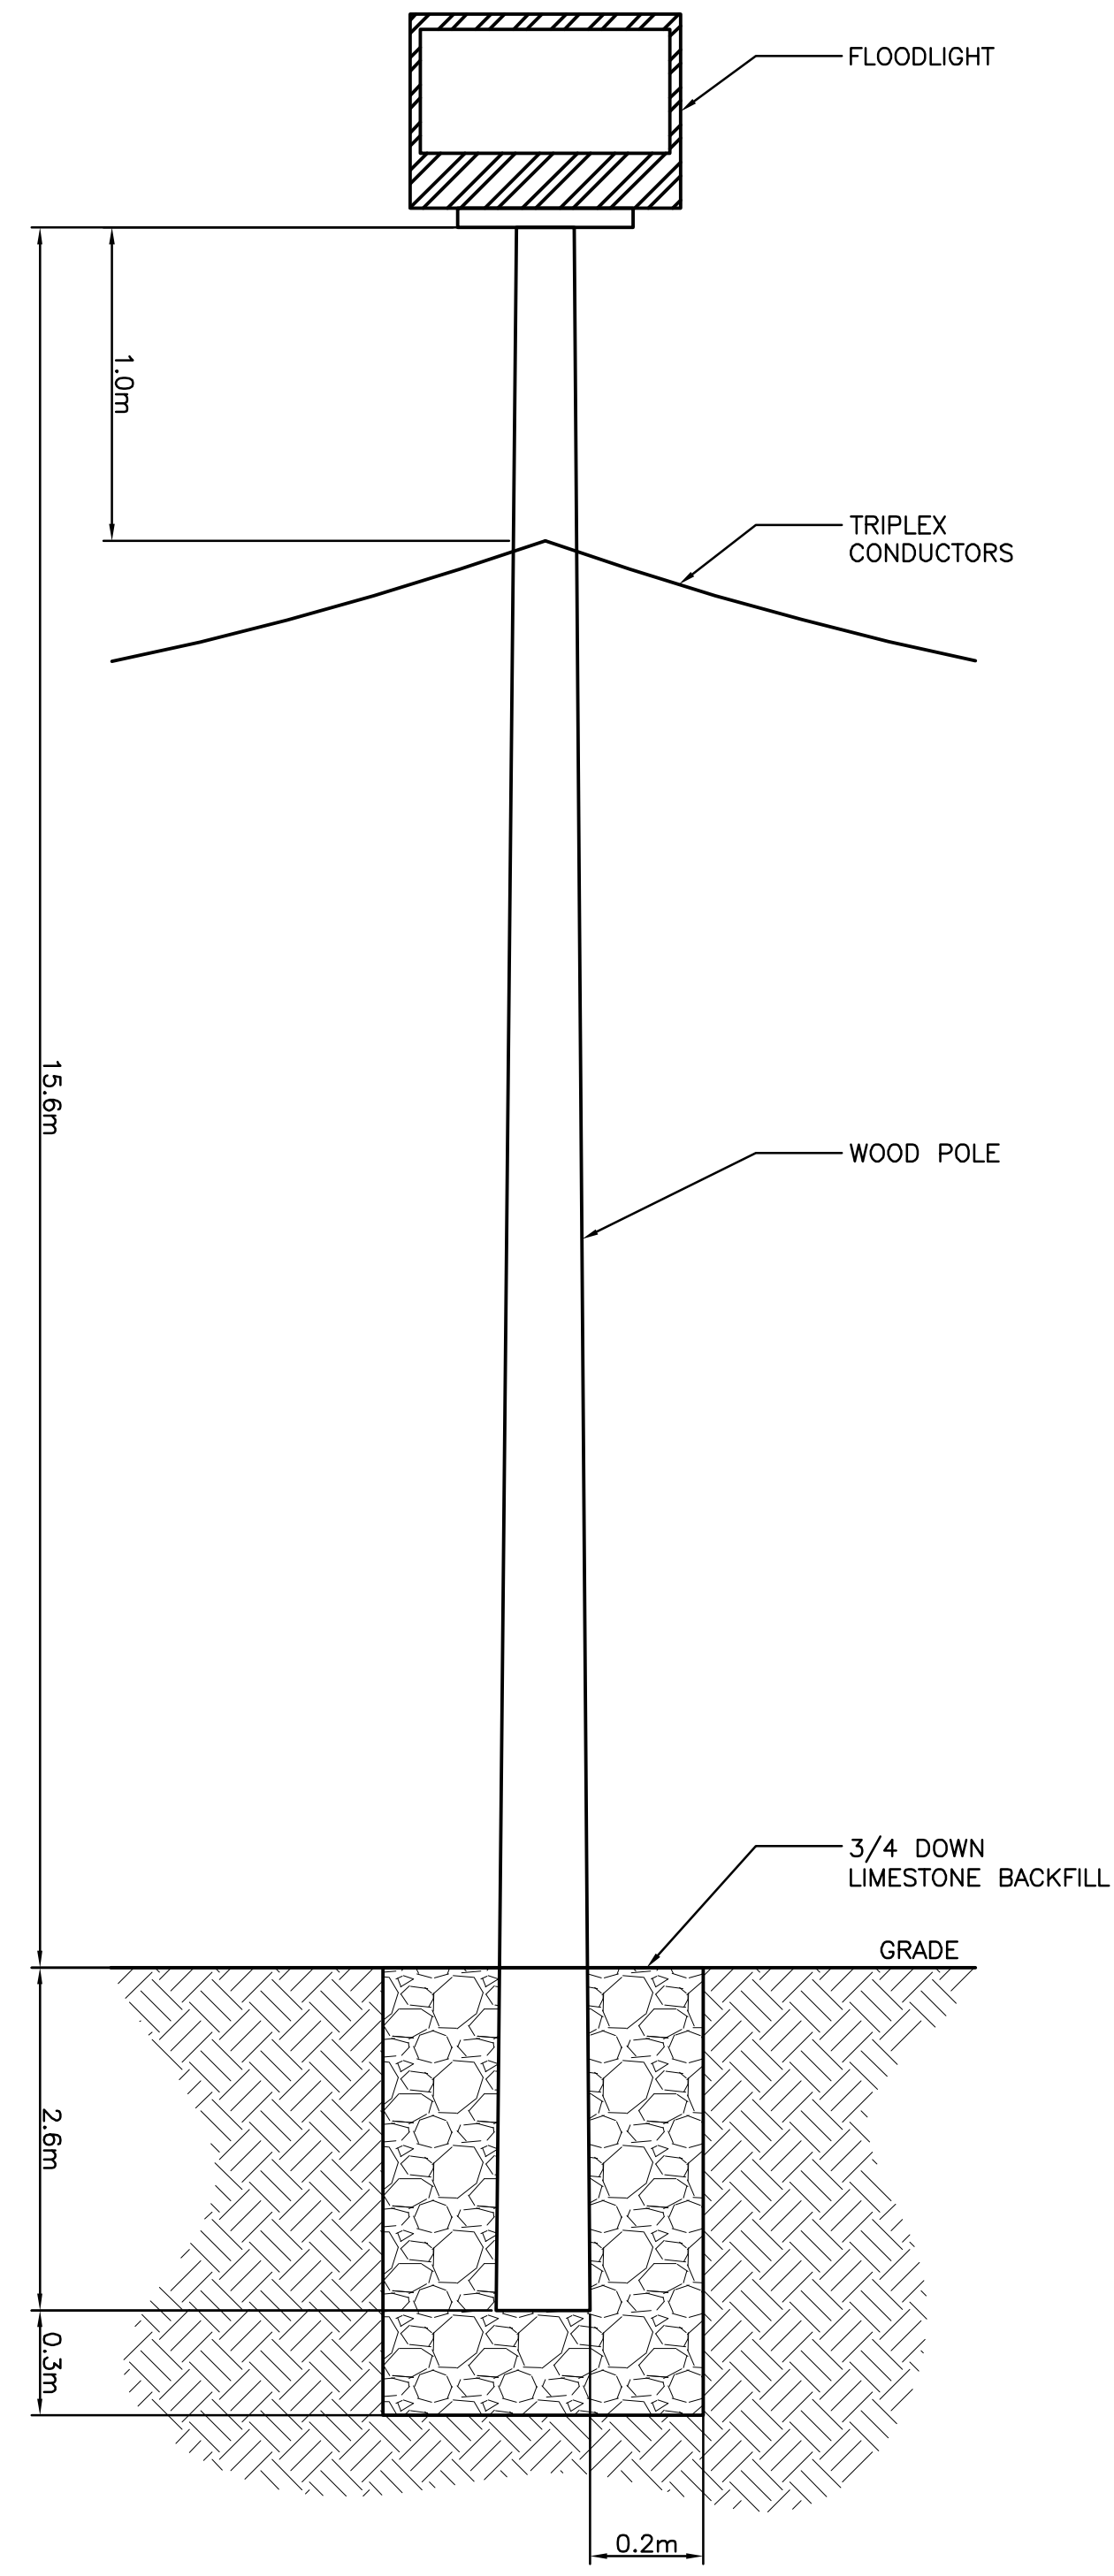 FLOODLIGHT
1.0m
TRIPLEX
CONDUCTORS
15.6m
WOOD POLE
3/4 DOWN
LIMESTONE BACKFILL
GRADE
2.6m
0.3m
0.2m